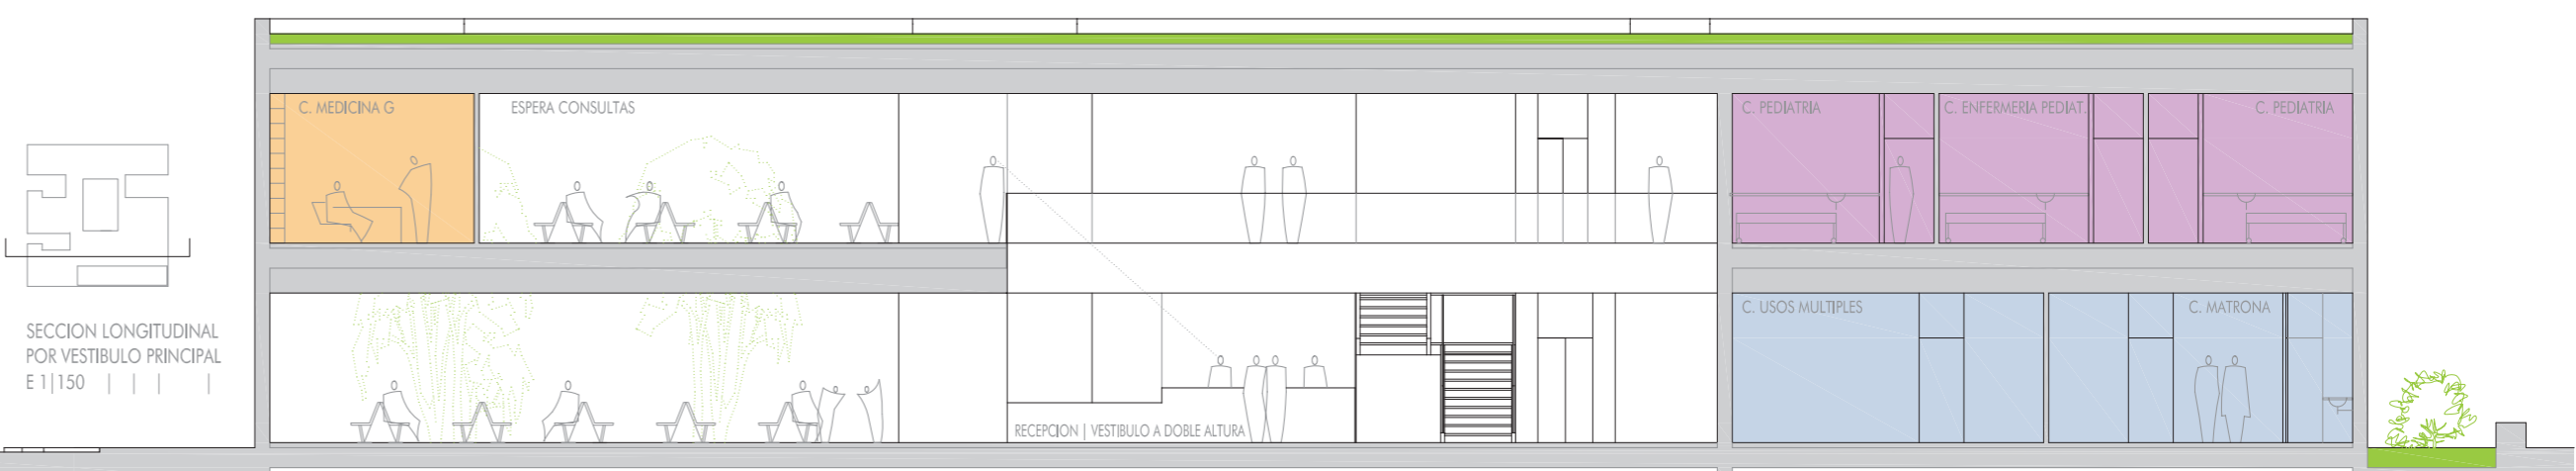 C. MEDICINA G
ESPERA CONSULTAS
C. PEDIATRIA
C. ENFERMERIA PEDIAT.
C. PEDIATRIA
SECCION LONGITUDINAL
POR VESTIBULO PRINCIPAL
E 1|150
C. USOS MULTIPLES
C. MATRONA
RECEPCION | VESTIBULO A DOBLE ALTURA